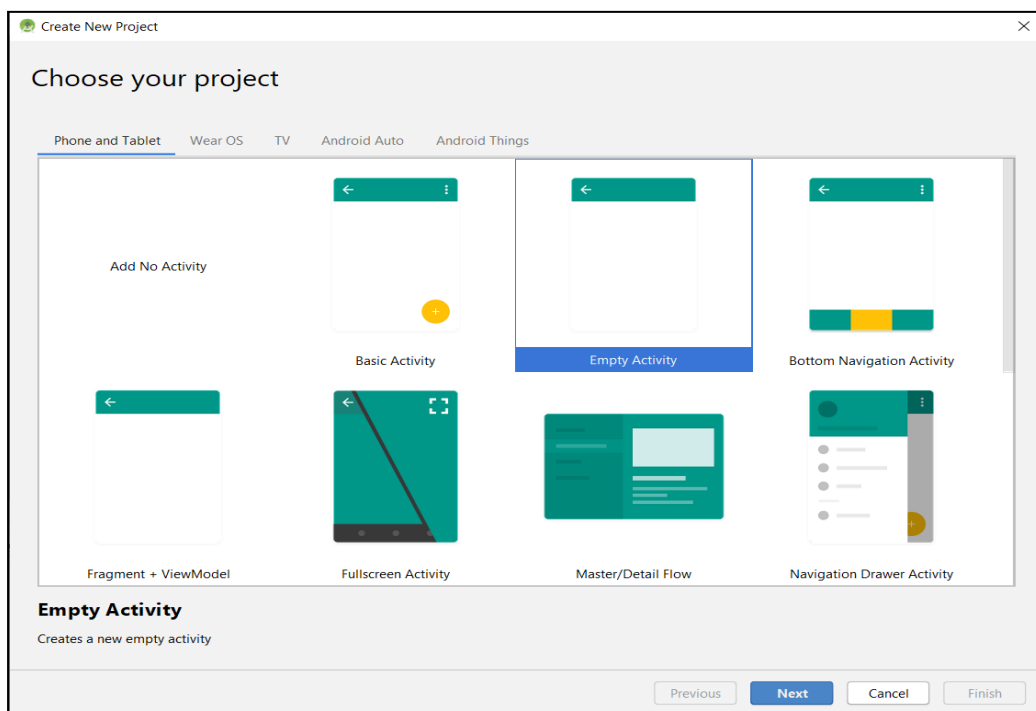 Create New Project
Choose your project
Phone and Tablet Wear OS TV Android Auto Android Things
Add No Activity
Basic Activity
Empty Activity
Bottom Navigation Activity
Fragment + ViewModel
Fullscreen Activity
Master/Detail Flow
Navigation Drawer Activity
Empty Activity
Creates a new empty activity
Previous Next Cancel Finish